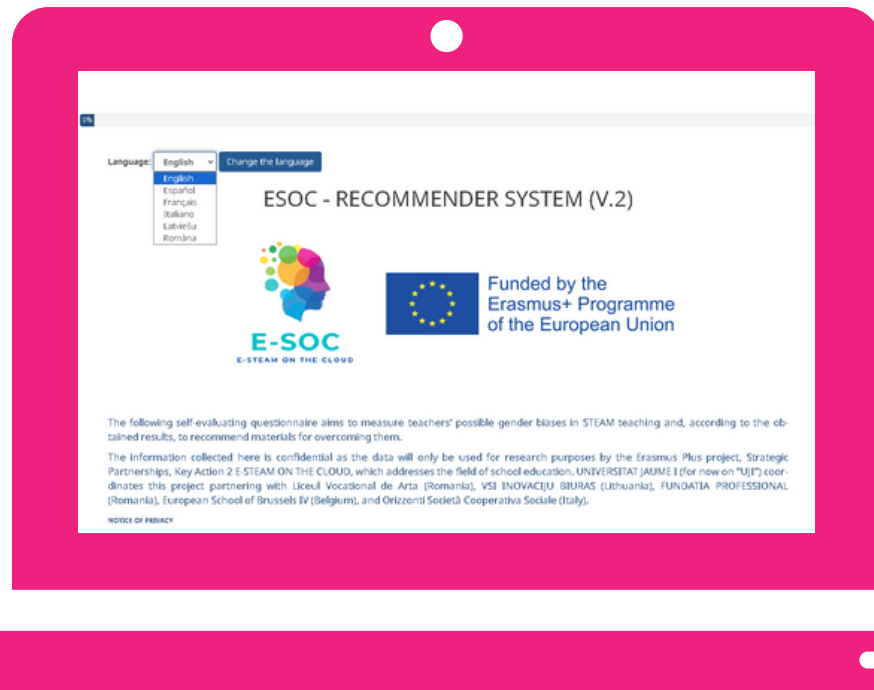 0%
Language: English Change the language
English
Español
Français
Italiano
Latviešu
Română
ESOC - RECOMMENDER SYSTEM (V.2)
E-SOC
E-STEAM ON THE CLOUD
Funded by the
Erasmus+ Programme
of the European Union
The following self-evaluating questionnaire aims to measure teachers' possible gender biases in STEAM teaching and, according to the ob-
tained results, to recommend materials for overcoming them.
The information collected here is confidential as the data will only be used for research purposes by the Erasmus Plus project, Strategic
Partnerships, Key Action 2 E-STEAM ON THE CLOUD, which addresses the field of school education. UNIVERSITAT JAUME I (for now on "UJI") coor-
dinates this project partnering with Liceul Vocational de Arta (Romania), VSI INOVACIJU BIURAS (Lithuania), FUNDATIA PROFESSIONAL
(Romania), European School of Brussels IV (Belgium), and Orizzonti Società Cooperativa Sociale (Italy).
NOTICE OF PRIVACY